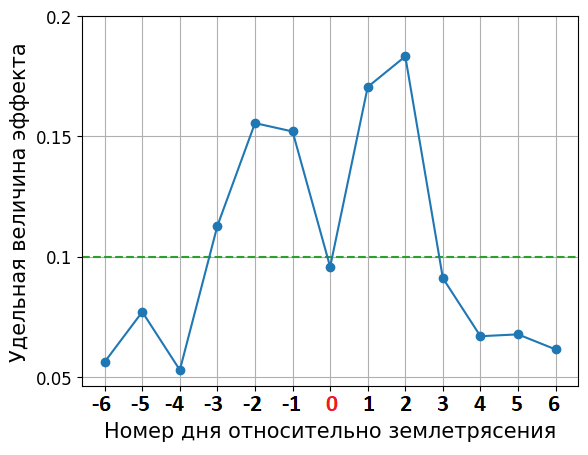 Удельная величина эффекта
0.2
0.15
0.1
0.05
-6 -5 -4 -3 -2 -1 0 1 2 3 4 5 6
Номер дня относительно землетрясения